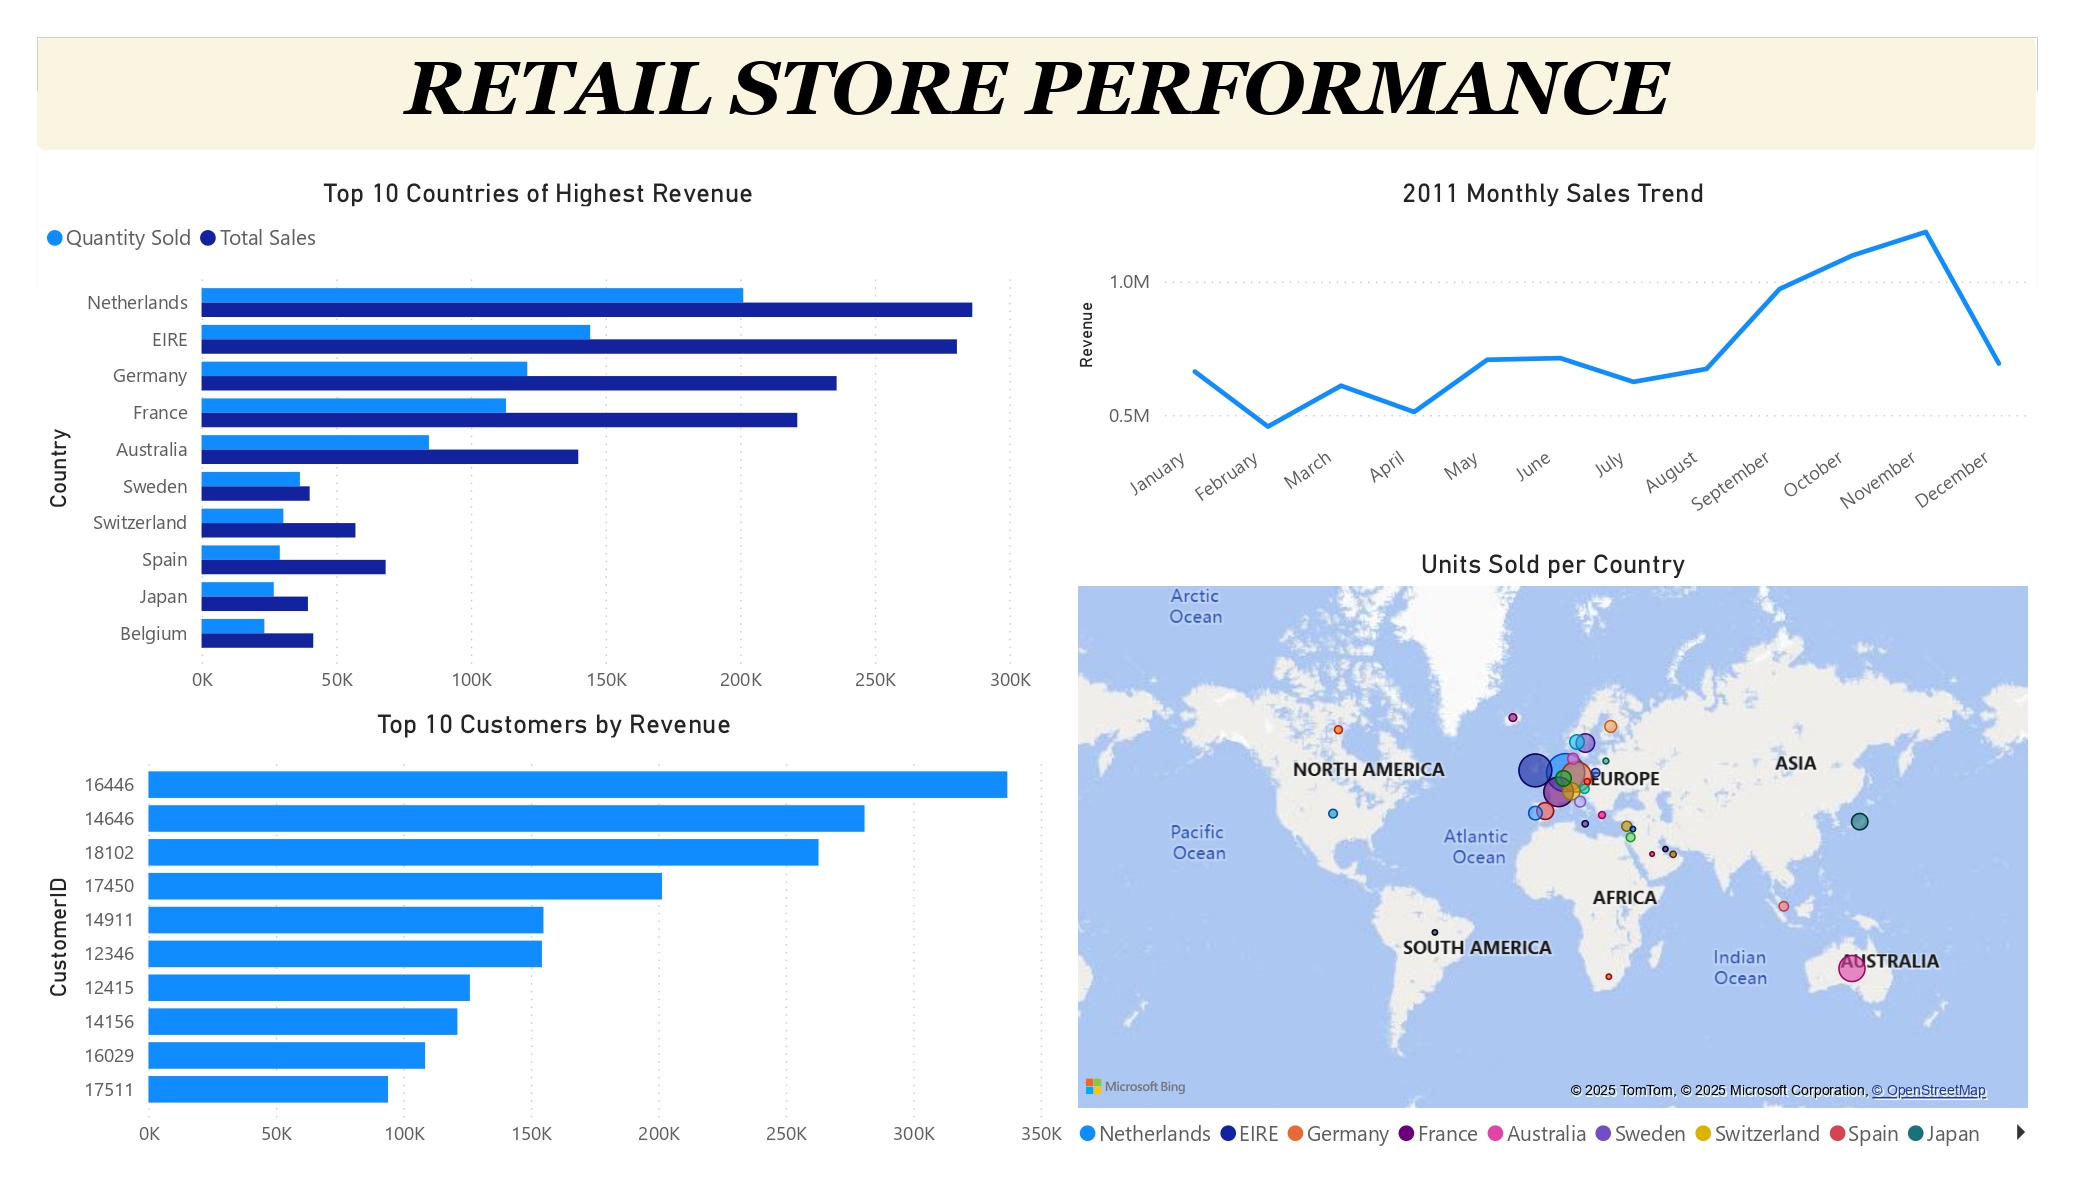 RETAIL STORE PERFORMANCE
Top 10 Countries of Highest Revenue
Quantity Sold Total Sales
Country
Netherlands
EIRE
Germany
France
Australia
Sweden
Switzerland
Spain
Japan
Belgium
0K 50K 100K 150K 200K 250K 300K
Top 10 Customers by Revenue
CustomerID
16446
14646
18102
17450
14911
12346
12415
14156
16029
17511
0K 50K 100K 150K 200K 250K 300K 350K
2011 Monthly Sales Trend
Revenue
1.0M
0.5M
January February March April May June July August September October November December
Units Sold per Country
Arctic
Ocean
NORTH AMERICA
EUROPE
ASIA
Pacific
Ocean
Atlantic
Ocean
AFRICA
SOUTH AMERICA
Indian
Ocean
AUSTRALIA
Microsoft Bing
© 2025 TomTom, © 2025 Microsoft Corporation, © OpenStreetMap
Netherlands EIRE Germany France Australia Sweden Switzerland Spain Japan